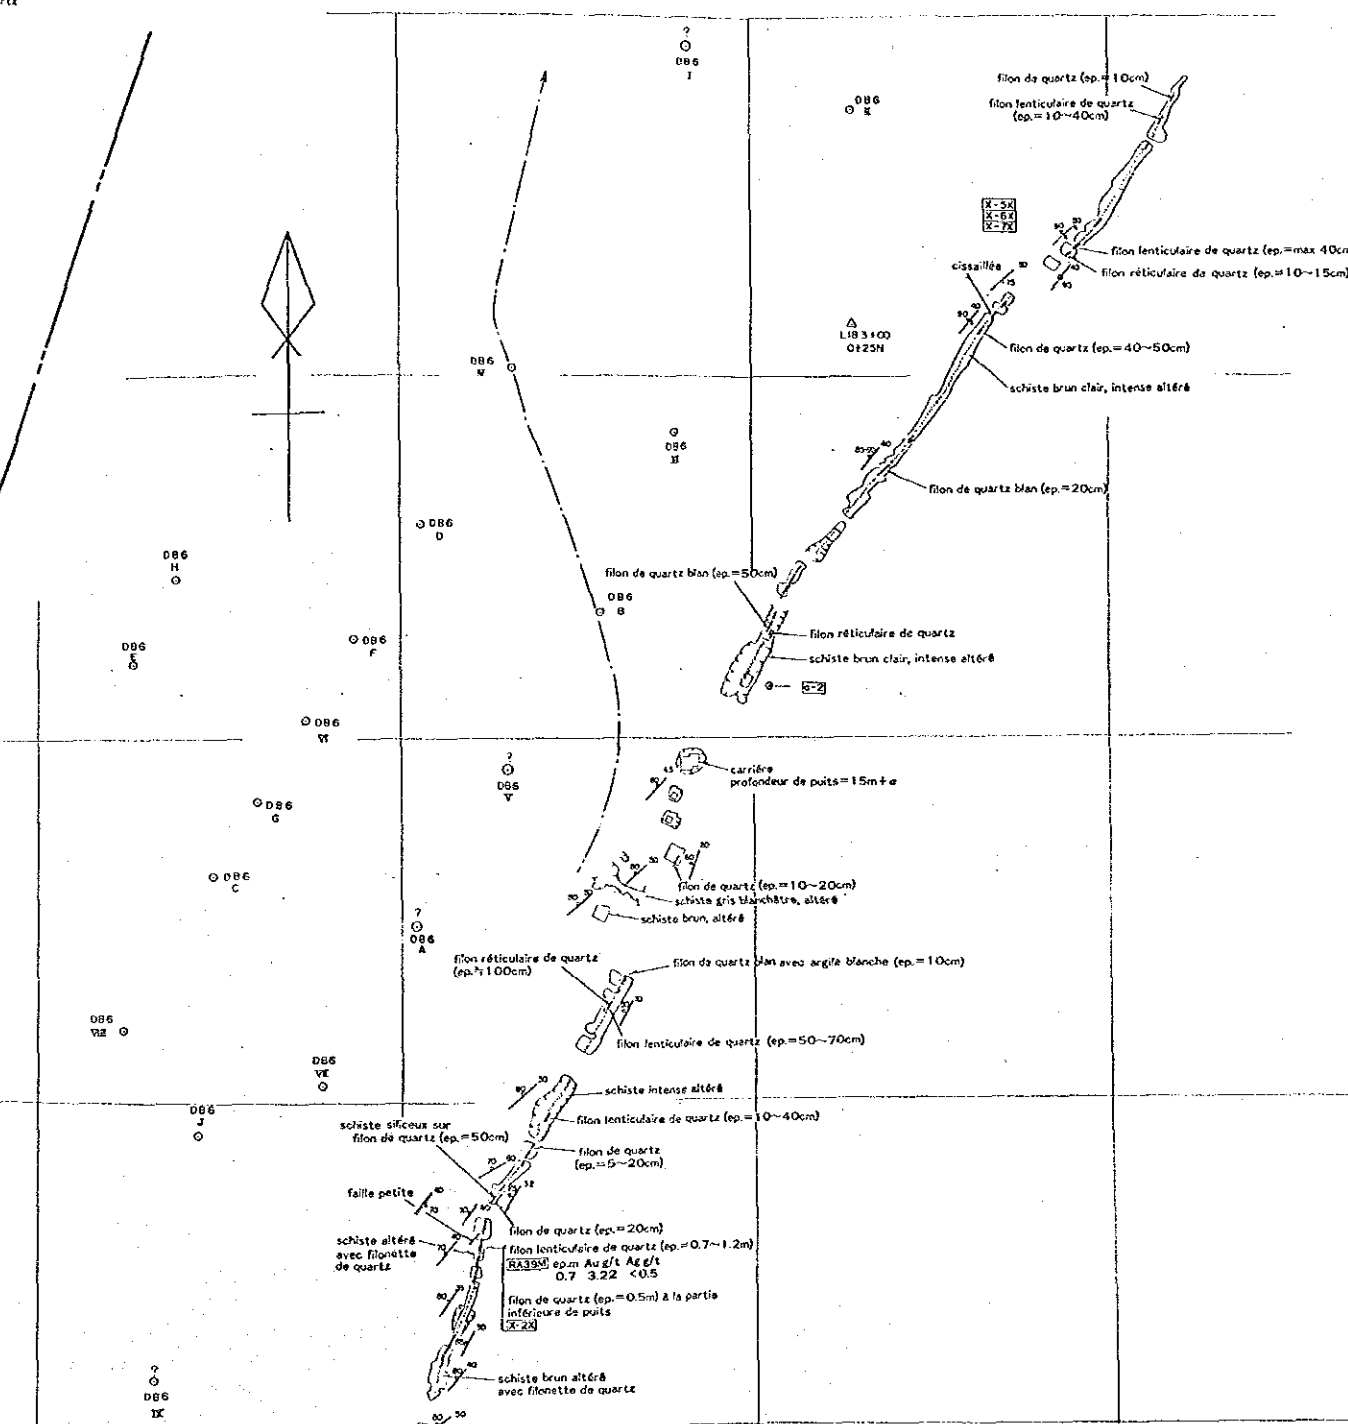 ?
DB6
I
DB6
X
filon de quartz (ep.=10cm)
filon lenticulaire de quartz
(ep.=10~40cm)
X-5X
X-6X
X-7X
filon lenticulaire de quartz (ep.=max 40cm
filon réticulaire de quartz (ep.=10~15cm)
cissaillée
L183+00
0+25N
filon de quartz (ep.=40~50cm)
schiste brun clair, intense altéré
DB6
DB6
filon de quartz blan (ep.=20cm)
DB6
D
DB6
H
filon de quartz blan (ep.=50cm)
DB6
B
filon réticulaire de quartz
schiste brun clair, intense altéré
DB6
F
DB6
E
DB6
VI
?
DB6
V
carriére
profondeur de puits=15m+α
DB6
G
DB6
C
filon de quartz (ep.=10~20cm)
schiste gris blanchâtre, altéré
schiste brun, altéré
?
DB6
A
filon réticulaire de quartz
(ep.≒100cm)
filon de quartz blan avec argile blanche (ep.=10cm)
filon lenticulaire de quartz (ep.=50~70cm)
DB6
VIII
DB6
VII
DB6
J
schiste intense altéré
filon lenticulaire de quartz (ep.=10~40cm)
schiste siliceux sur
filon de quartz (ep.=50cm)
filon de quartz
(ep.=5~20cm)
faille petite
filon de quartz (ep.=20cm)
schiste altéré
avec filonette
de quartz
filon lenticulaire de quartz (ep.=0.7~1.2m)
RA39M ep.m Au g/t Ag g/t
0.7 3.22 <0.5
filon de quartz (ep.=0.5m) à la partie
inférieure de puits
X-2X
schiste brun altéré
avec filonette de quartz
?
DB6
IX